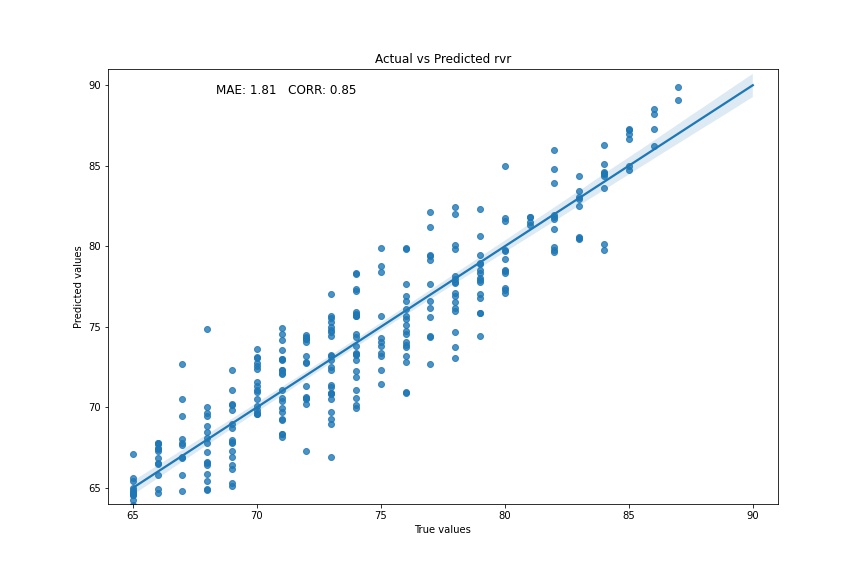 Actual vs Predicted rvr
MAE: 1.81   CORR: 0.85
90
85
80
75
70
65
Predicted values
65 70 75 80 85 90
True values